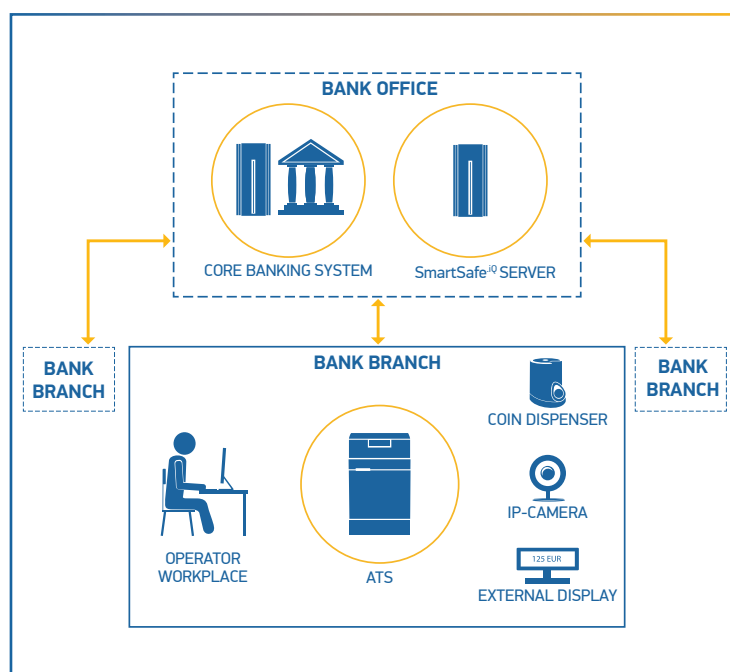 BANK OFFICE
CORE BANKING SYSTEM
SmartSafe.iQ SERVER
BANK
BRANCH
BANK BRANCH
BANK
BRANCH
COIN DISPENSER
IP-CAMERA
OPERATOR
WORKPLACE
ATS
125 EUR
EXTERNAL DISPLAY